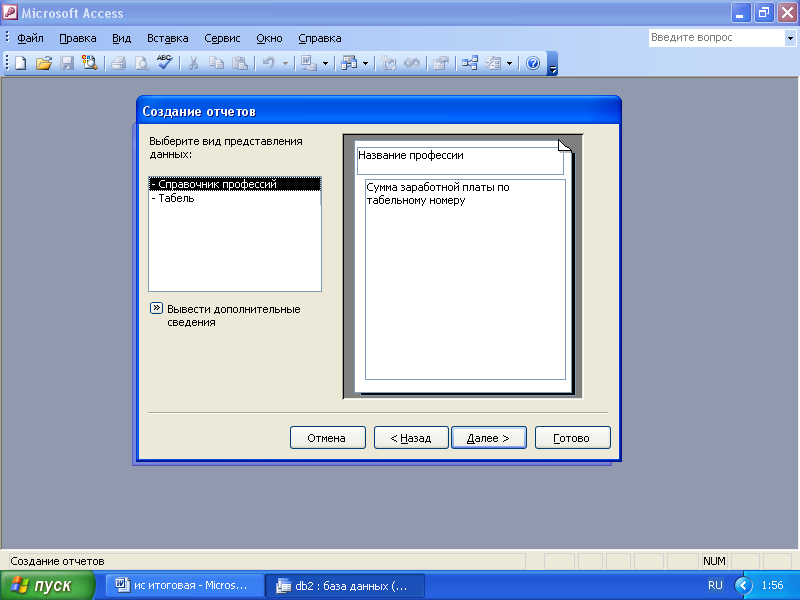 Microsoft Access
Файл Правка Вид Вставка Сервис Окно Справка
Введите вопрос
ABC
Создание отчетов
Выберите вид представления
данных:
- Справочник профессий
- Табель
Вывести дополнительные
сведения
Название профессии
Сумма заработной платы по
табельному номеру
Отмена
< Назад
Далее >
Готово
Создание отчетов
NUM
пуск
ис итоговая - Micros...
db2 : база данных (...
RU
1:56